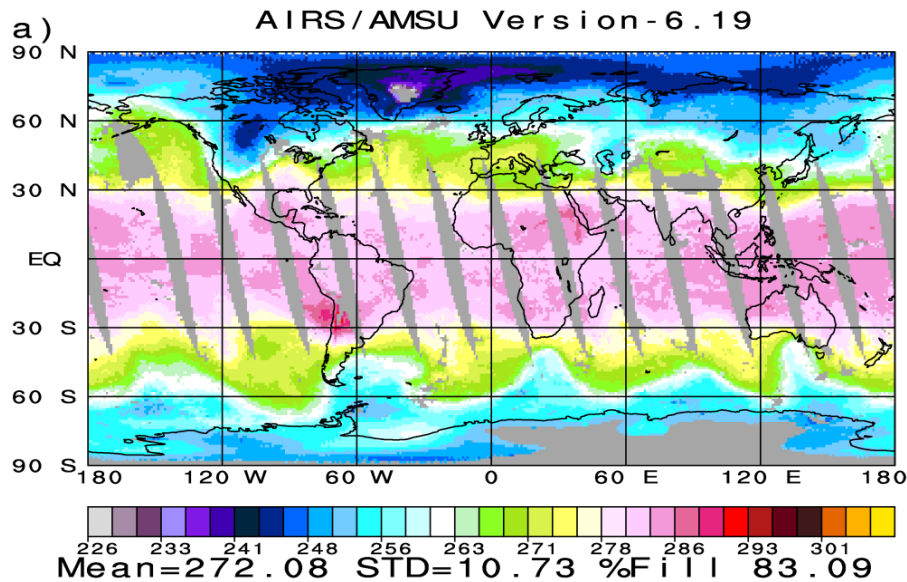 a) AIRS/AMSU Version-6.19
90 N
60 N
30 N
EQ
30 S
60 S
90 S
180 120 W 60 W 0 60 E 120 E 180
226 233 241 248 256 263 271 278 286 293 301
Mean=272.08 STD=10.73 %Fill 83.09